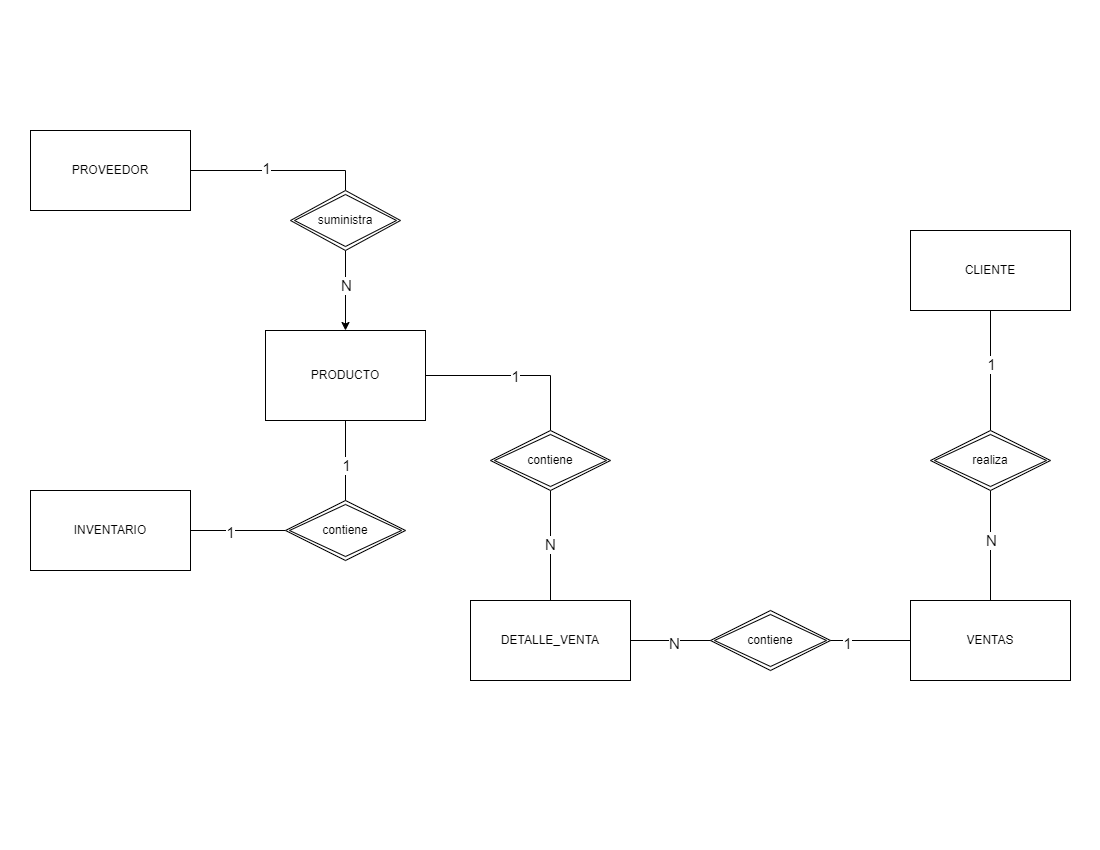 PROVEEDOR
1
suministra
N
CLIENTE
PRODUCTO
1
1
contiene
realiza
1
INVENTARIO
1
contiene
N
N
DETALLE_VENTA
N
contiene
1
VENTAS